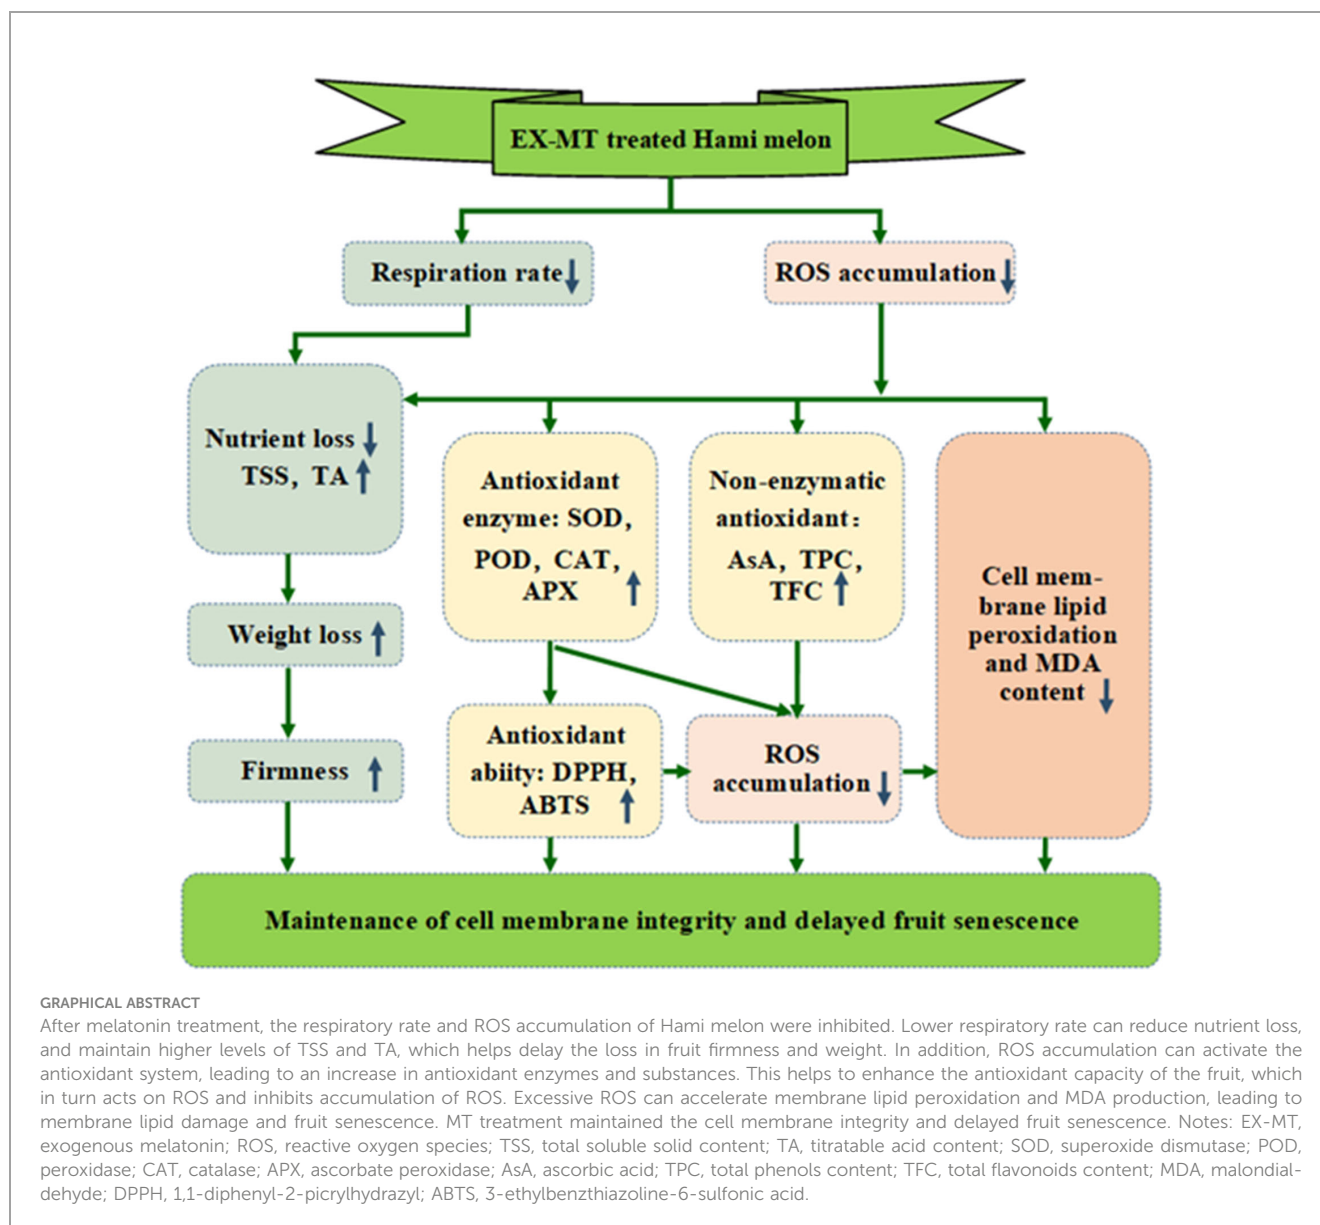 EX-MT treated Hami melon
Respiration rate
ROS accumulation
Nutrient loss
TSS, TA
Antioxidant
enzyme: SOD,
POD, CAT,
APX
Non-enzymatic
antioxidant:
AsA, TPC,
TFC
Cell mem-
brane lipid
peroxidation
and MDA
content
Weight loss
Firmness
Antioxidant
abiity: DPPH,
ABTS
ROS
accumulation
Maintenance of cell membrane integrity and delayed fruit senescence
GRAPHICAL ABSTRACT
After melatonin treatment, the respiratory rate and ROS accumulation of Hami melon were inhibited. Lower respiratory rate can reduce nutrient loss,
and maintain higher levels of TSS and TA, which helps delay the loss in fruit firmness and weight. In addition, ROS accumulation can activate the
antioxidant system, leading to an increase in antioxidant enzymes and substances. This helps to enhance the antioxidant capacity of the fruit, which
in turn acts on ROS and inhibits accumulation of ROS. Excessive ROS can accelerate membrane lipid peroxidation and MDA production, leading to
membrane lipid damage and fruit senescence. MT treatment maintained the cell membrane integrity and delayed fruit senescence. Notes: EX-MT,
exogenous melatonin; ROS, reactive oxygen species; TSS, total soluble solid content; TA, titratable acid content; SOD, superoxide dismutase; POD,
peroxidase; CAT, catalase; APX, ascorbate peroxidase; AsA, ascorbic acid; TPC, total phenols content; TFC, total flavonoids content; MDA, malondial-
dehyde; DPPH, 1,1-diphenyl-2-picrylhydrazyl; ABTS, 3-ethylbenzthiazoline-6-sulfonic acid.